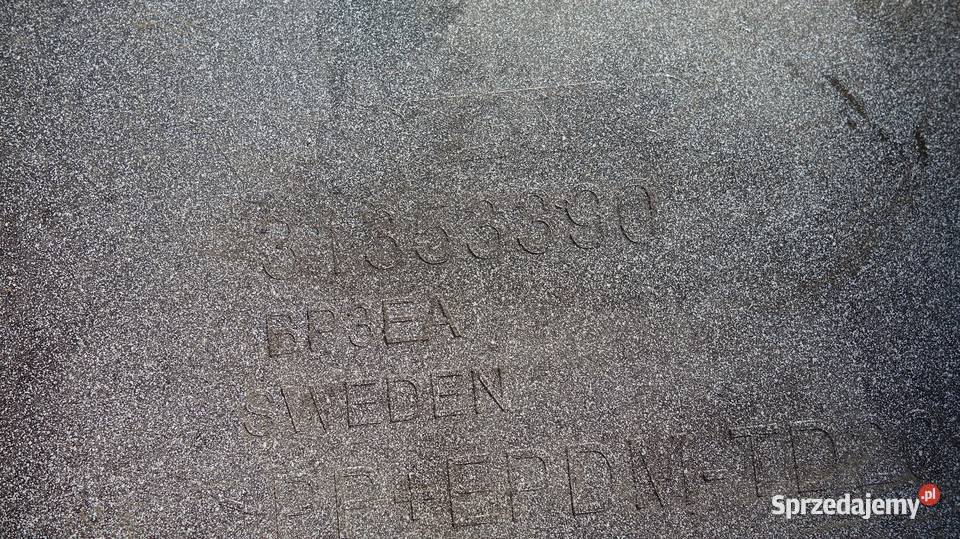 31353390
BP3EA
SWEDEN
>PP+EPDM-TD
Sprzedajemy.pl